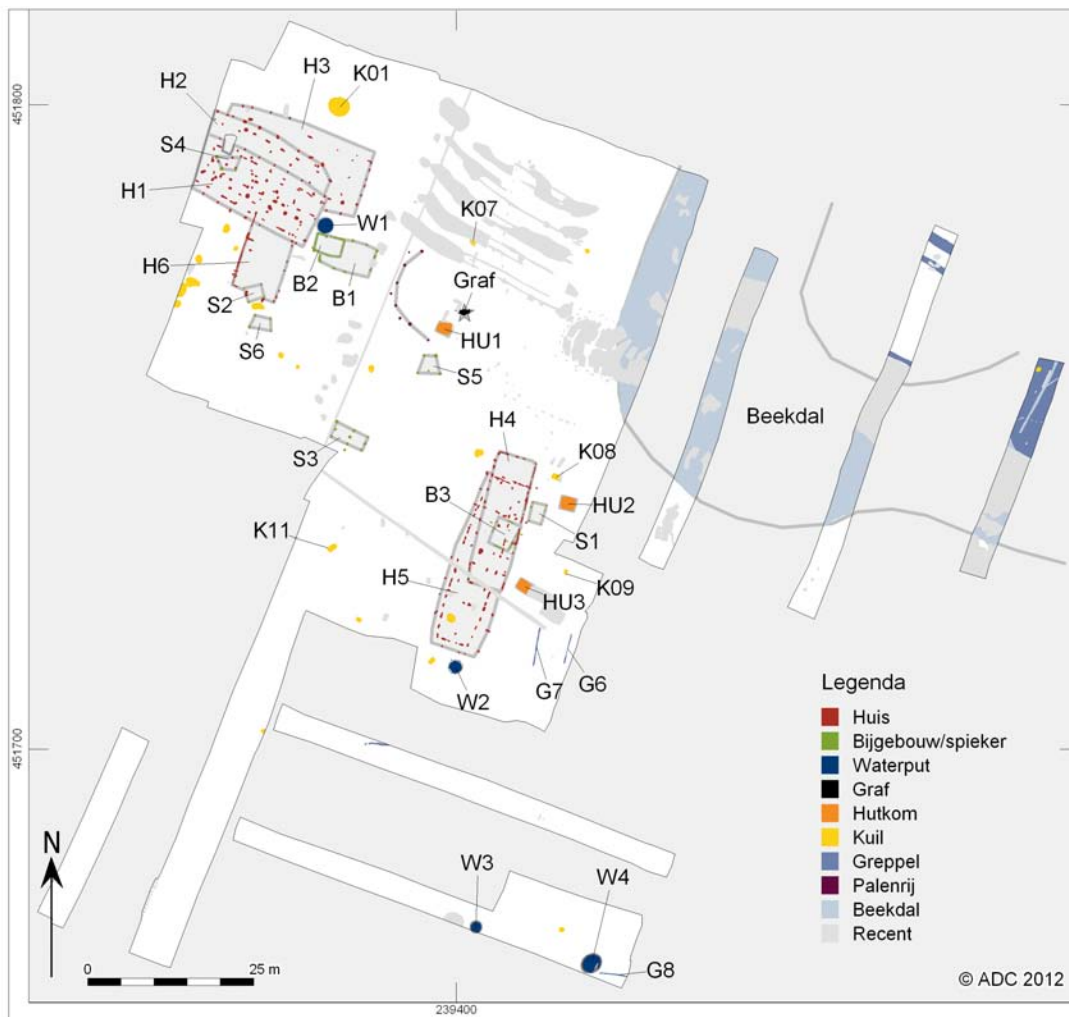 H3
K01
H2
451800
S4
H1
W1
K07
H6
B2
B1
Graf
S2
HU1
S6
S5
Beekdal
H4
S3
K08
B3
HU2
S1
K11
H5
K09
HU3
G7
G6
W2
Legenda
Huis
Bijgebouw/spieker
Waterput
Graf
Hutkom
Kuil
Greppel
Palenrij
Beekdal
Recent
451700
N
W3
W4
G8
0
25 m
© ADC 2012
239400